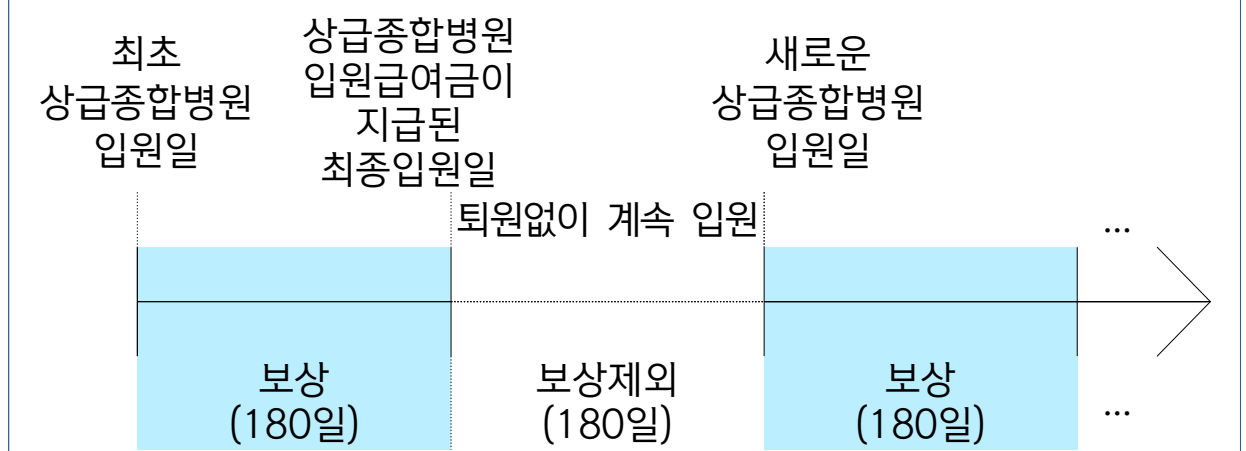 최초
상급종합병원
입원일
상급종합병원
입원급여금이
지급된
최종입원일
새로운
상급종합병원
입원일
퇴원없이 계속 입원
...
보상
(180일)
보상제외
(180일)
보상
(180일)
...